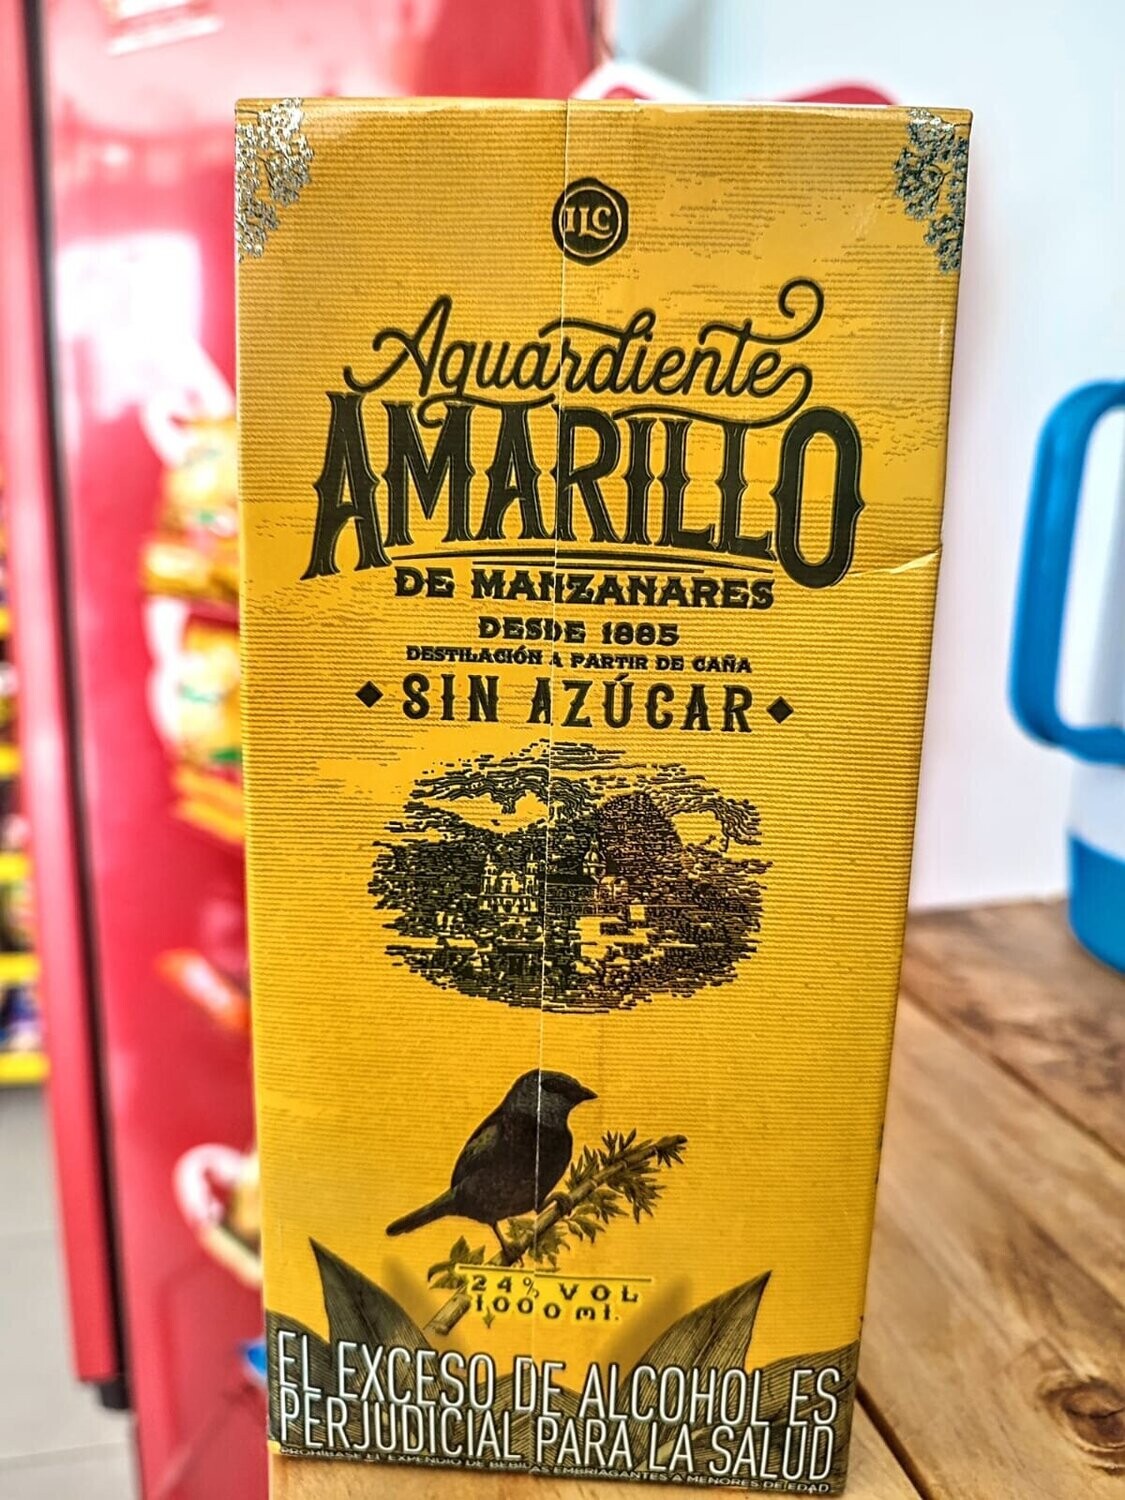 ILC
Aguardiente
AMARILLO
DE MANZANARES
DESDE 1885
DESTILACIÓN A PARTIR DE CAÑA
SIN AZÚCAR
24% VOL
1000 ml.
EL EXCESO DE ALCOHOL ES
PERJUDICIAL PARA LA SALUD
PROHÍBASE EL EXPENDIO DE BEBIDAS EMBRIAGANTES A MENORES DE EDAD